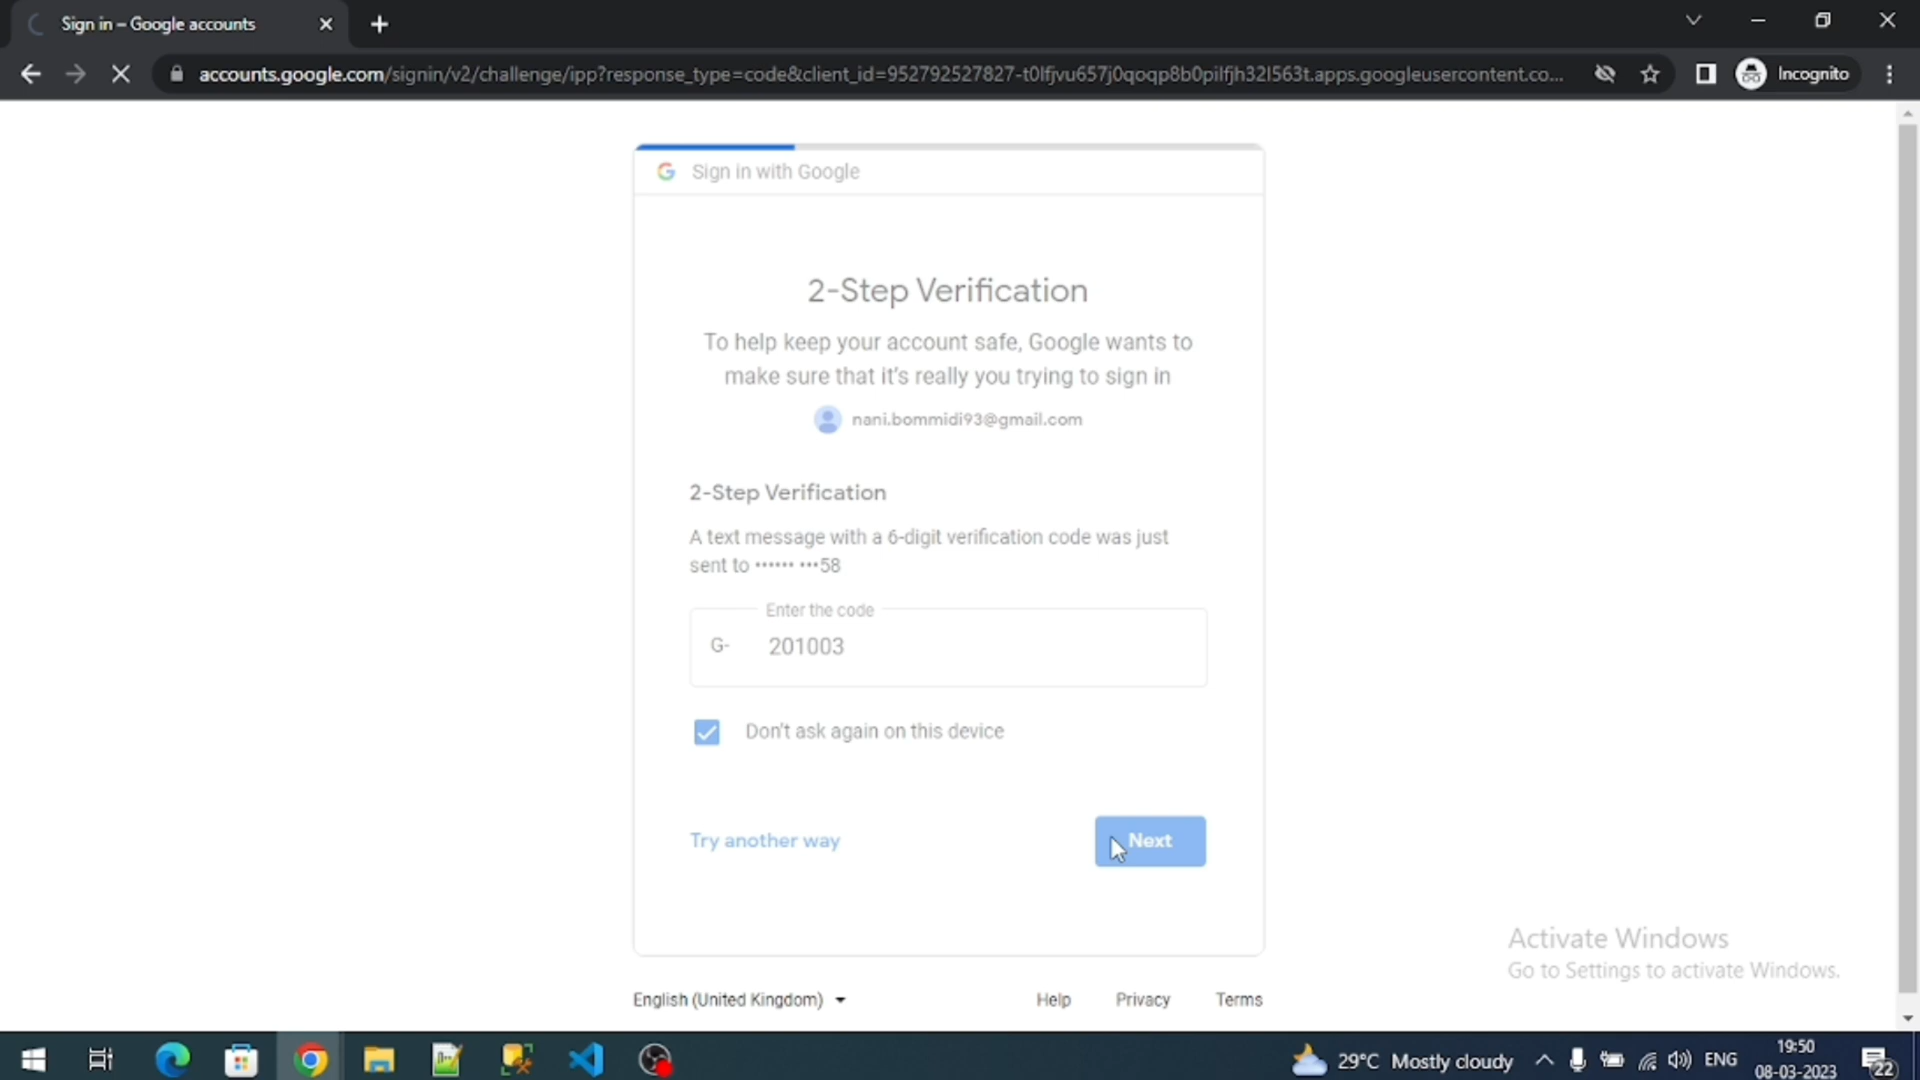 Sign in – Google accounts
accounts.google.com/signin/v2/challenge/ipp?response_type=code&client_id=952792527827-t0lfjvu657j0qoqp8b0pilfjh32l563t.apps.googleusercontent.co...
Incognito
Sign in with Google
2-Step Verification
To help keep your account safe, Google wants to
make sure that it's really you trying to sign in
nani.bommidi93@gmail.com
2-Step Verification
A text message with a 6-digit verification code was just
sent to •••••• •••58
Enter the code
G- 201003
Don't ask again on this device
Try another way
Next
Activate Windows
Go to Settings to activate Windows.
English (United Kingdom)
Help Privacy Terms
29°C Mostly cloudy
ENG
19:50
08-03-2023
22